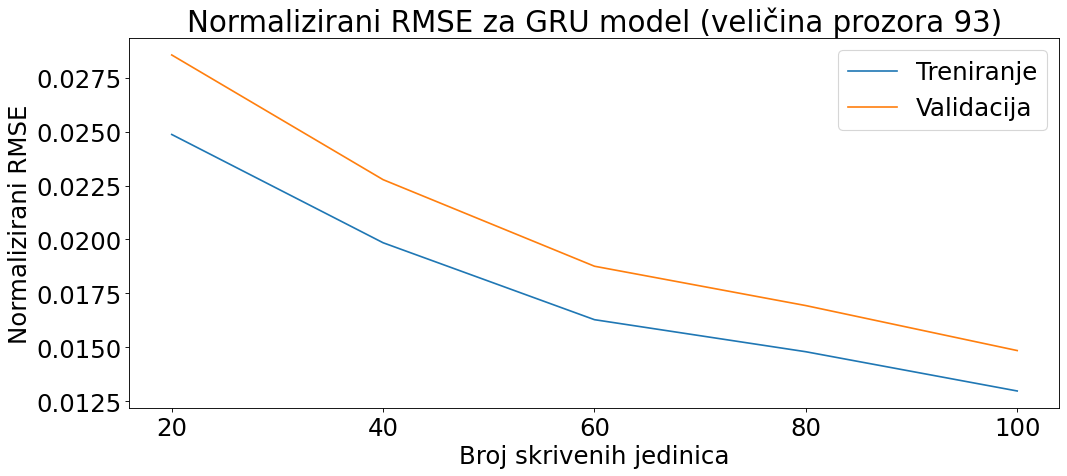 Normalizirani RMSE za GRU model (veličina prozora 93)
Treniranje
Validacija
Normalizirani RMSE
0.0275
0.0250
0.0225
0.0200
0.0175
0.0150
0.0125
20 40 60 80 100
Broj skrivenih jedinica